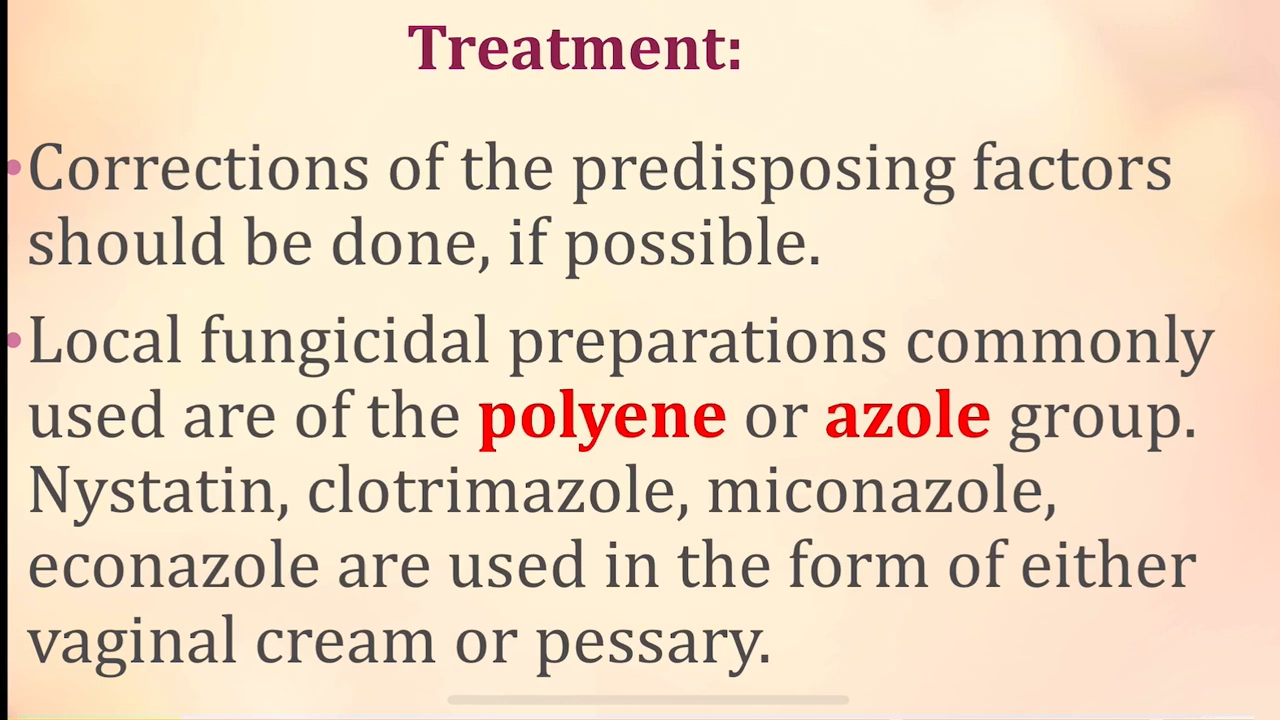 Treatment:
•Corrections of the predisposing factors
should be done, if possible.
•Local fungicidal preparations commonly
used are of the polyene or azole group.
Nystatin, clotrimazole, miconazole,
econazole are used in the form of either
vaginal cream or pessary.